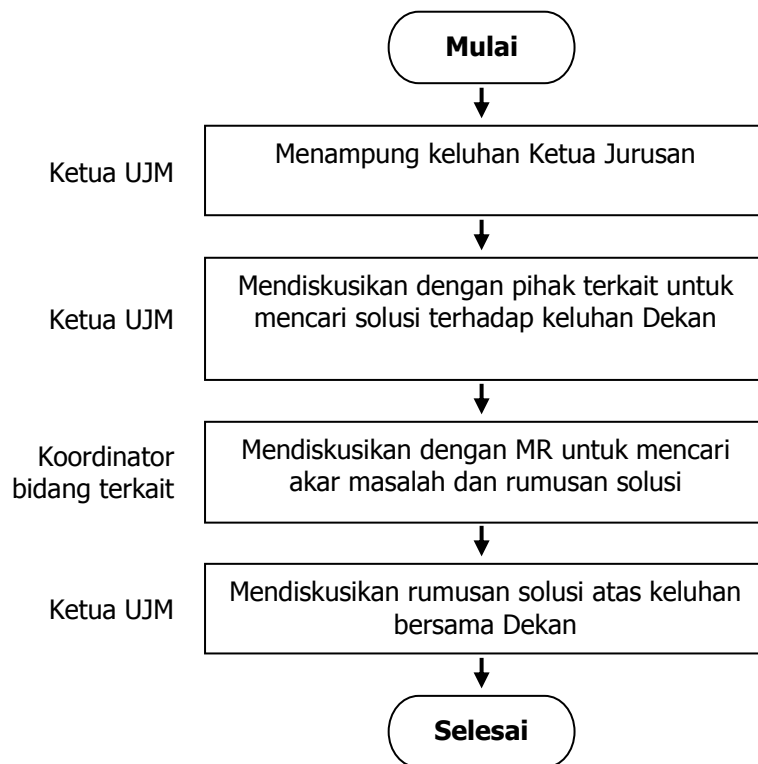 Mulai
Ketua UJM
Menampung keluhan Ketua Jurusan
Ketua UJM
Mendiskusikan dengan pihak terkait untuk
mencari solusi terhadap keluhan Dekan
Koordinator
bidang terkait
Mendiskusikan dengan MR untuk mencari
akar masalah dan rumusan solusi
Ketua UJM
Mendiskusikan rumusan solusi atas keluhan
bersama Dekan
Selesai